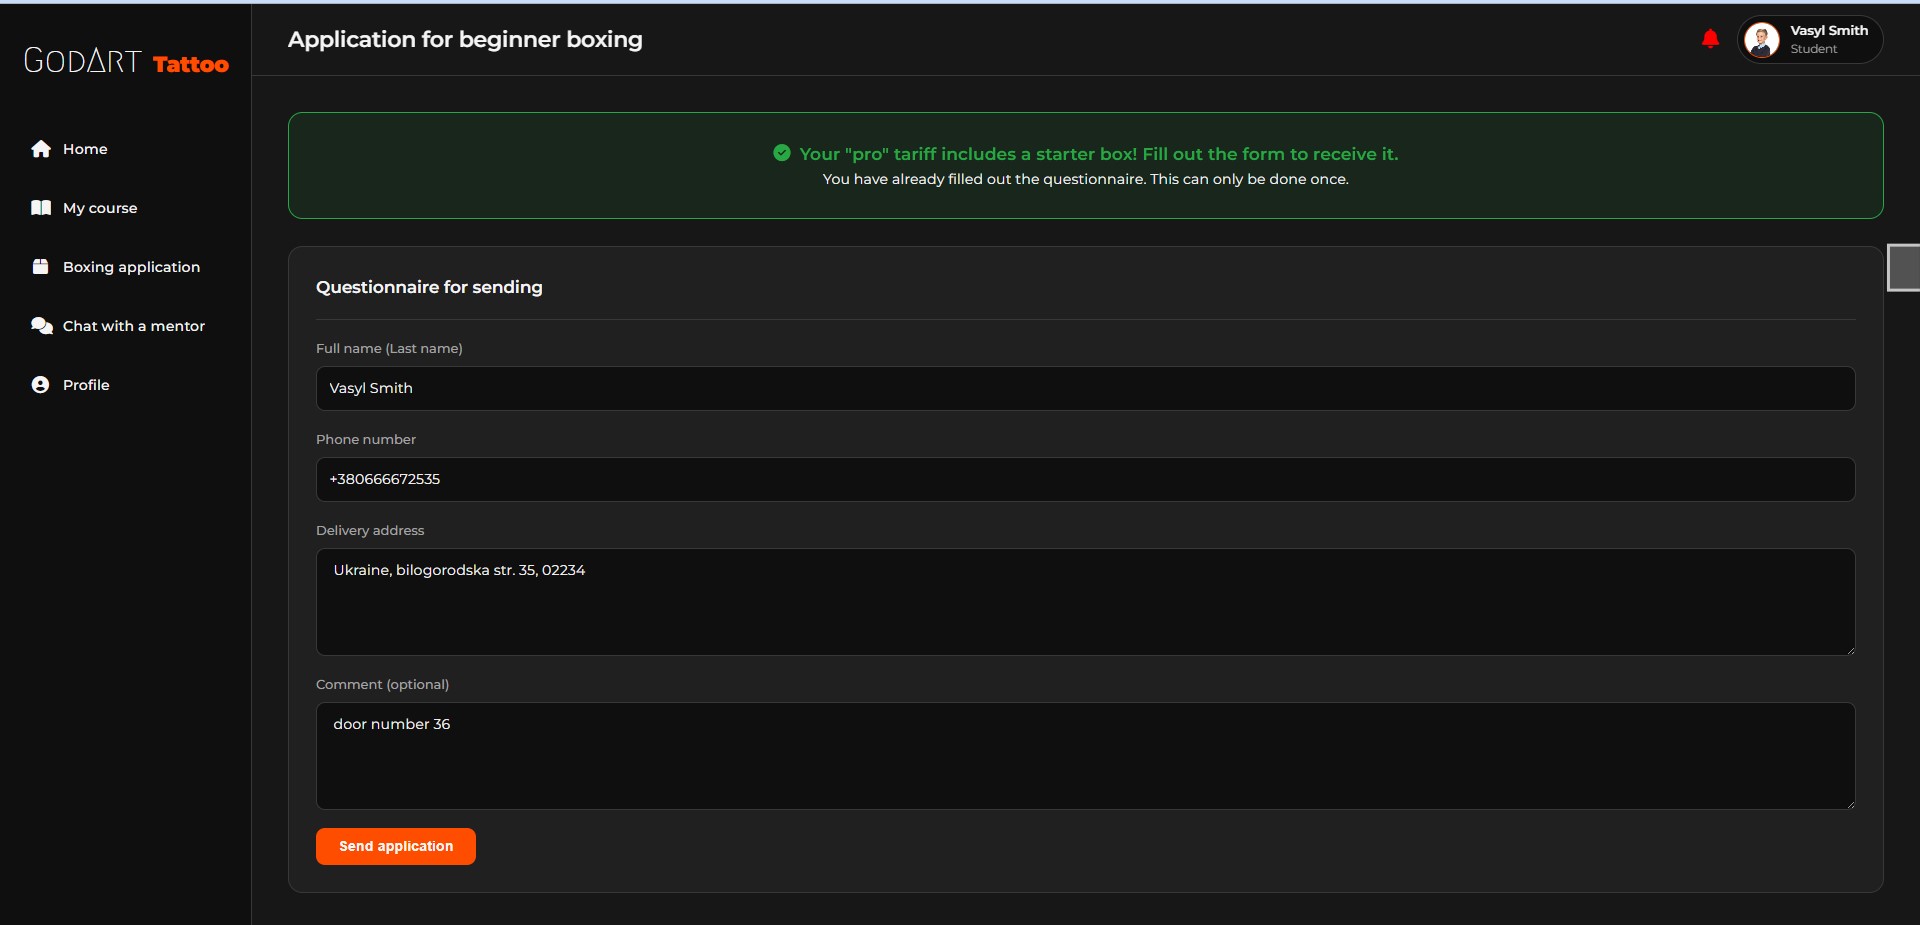 GODART Tattoo
Home
My course
Boxing application
Chat with a mentor
Profile
Application for beginner boxing
Vasyl Smith
Student
Your "pro" tariff includes a starter box! Fill out the form to receive it.
You have already filled out the questionnaire. This can only be done once.
Questionnaire for sending
Full name (Last name)
Vasyl Smith
Phone number
+380666672535
Delivery address
Ukraine, bilogorodska str. 35, 02234
Comment (optional)
door number 36
Send application